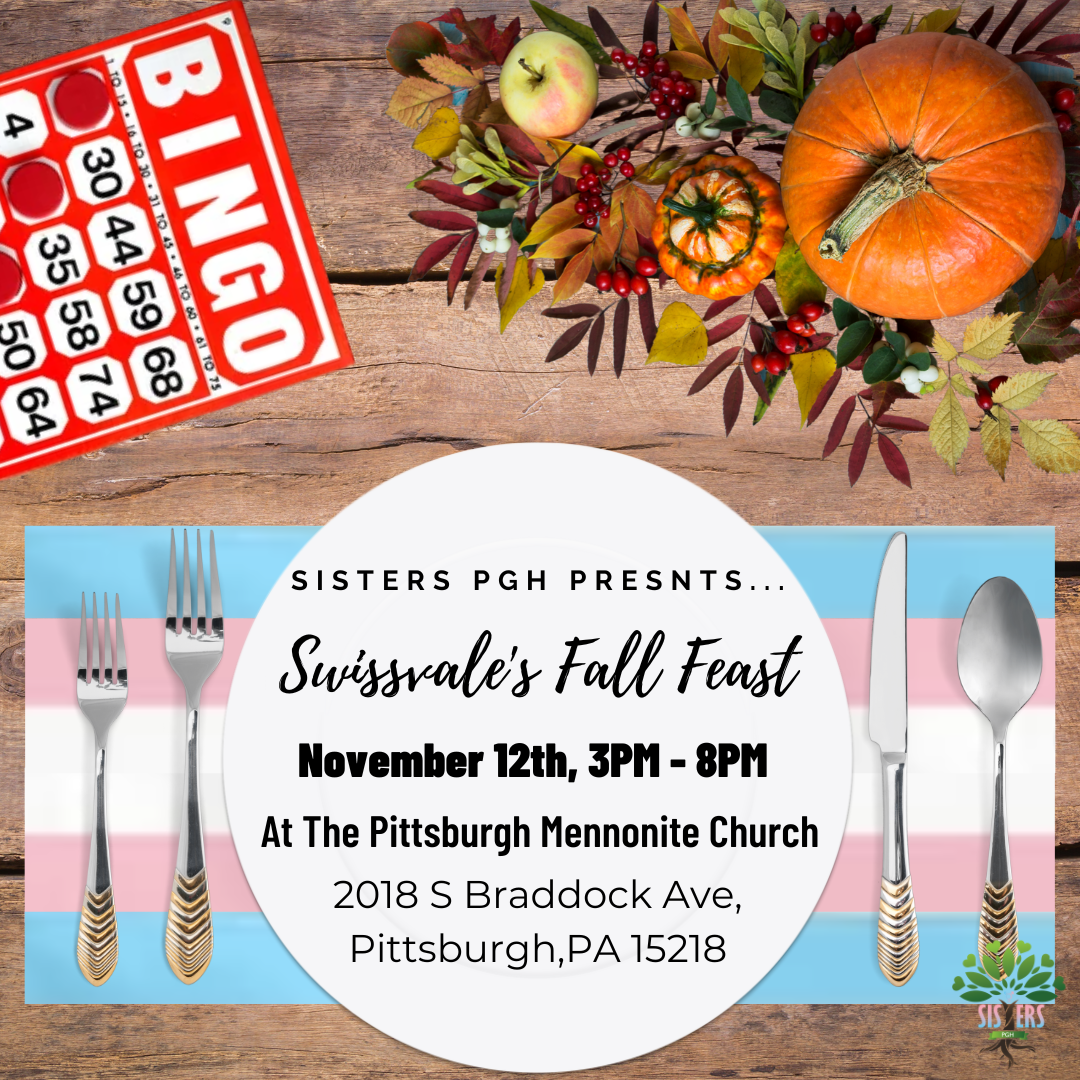 BINGO
1 TO 15 • 16 TO 30 • 31 TO 45 • 46 TO 60 • 61 TO 75
4
30 44 59 68
35 58 74
50 64
SISTERS PGH PRESNTS...
Swissvale's Fall Feast
November 12th, 3PM - 8PM
At The Pittsburgh Mennonite Church
2018 S Braddock Ave,
Pittsburgh,PA 15218
SISTERS
PGH